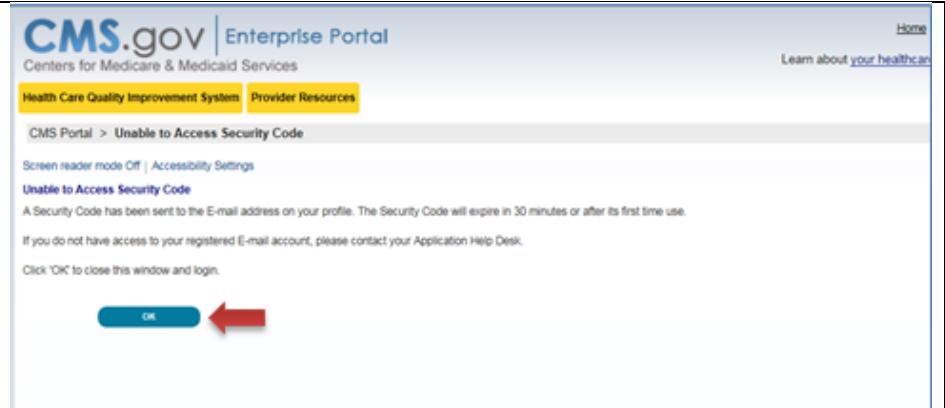 CMS.gov Enterprise Portal
Home
Centers for Medicare & Medicaid Services
Learn about your healthcar
Health Care Quality Improvement System Provider Resources
CMS Portal > Unable to Access Security Code
Screen reader mode Off | Accessibility Settings
Unable to Access Security Code
A Security Code has been sent to the E-mail address on your profile. The Security Code will expire in 30 minutes or after its first time use.
If you do not have access to your registered E-mail account, please contact your Application Help Desk.
Click 'OK' to close this window and login.
OK